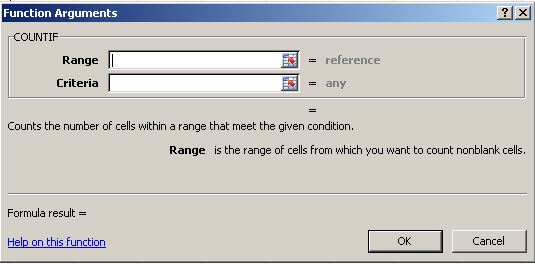 Function Arguments
COUNTIF
Range = reference
Criteria = any
=
Counts the number of cells within a range that meet the given condition.
Range is the range of cells from which you want to count nonblank cells.
Formula result =
Help on this function OK Cancel